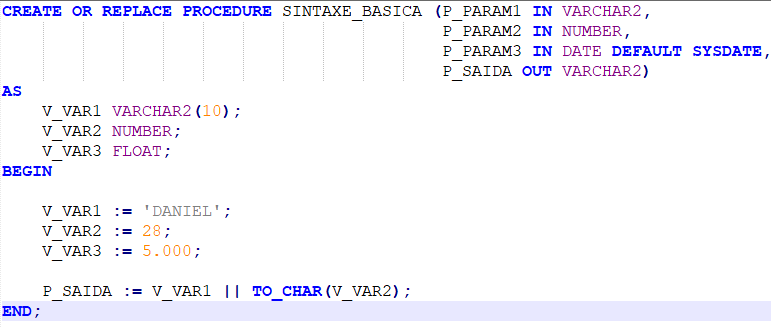 CREATE OR REPLACE PROCEDURE SINTAXE_BASICA (P_PARAM1 IN VARCHAR2,
P_PARAM2 IN NUMBER,
P_PARAM3 IN DATE DEFAULT SYSDATE,
P_SAIDA OUT VARCHAR2)
AS
V_VAR1 VARCHAR2(10);
V_VAR2 NUMBER;
V_VAR3 FLOAT;
BEGIN
V_VAR1 := 'DANIEL';
V_VAR2 := 28;
V_VAR3 := 5.000;
P_SAIDA := V_VAR1 || TO_CHAR(V_VAR2);
END;